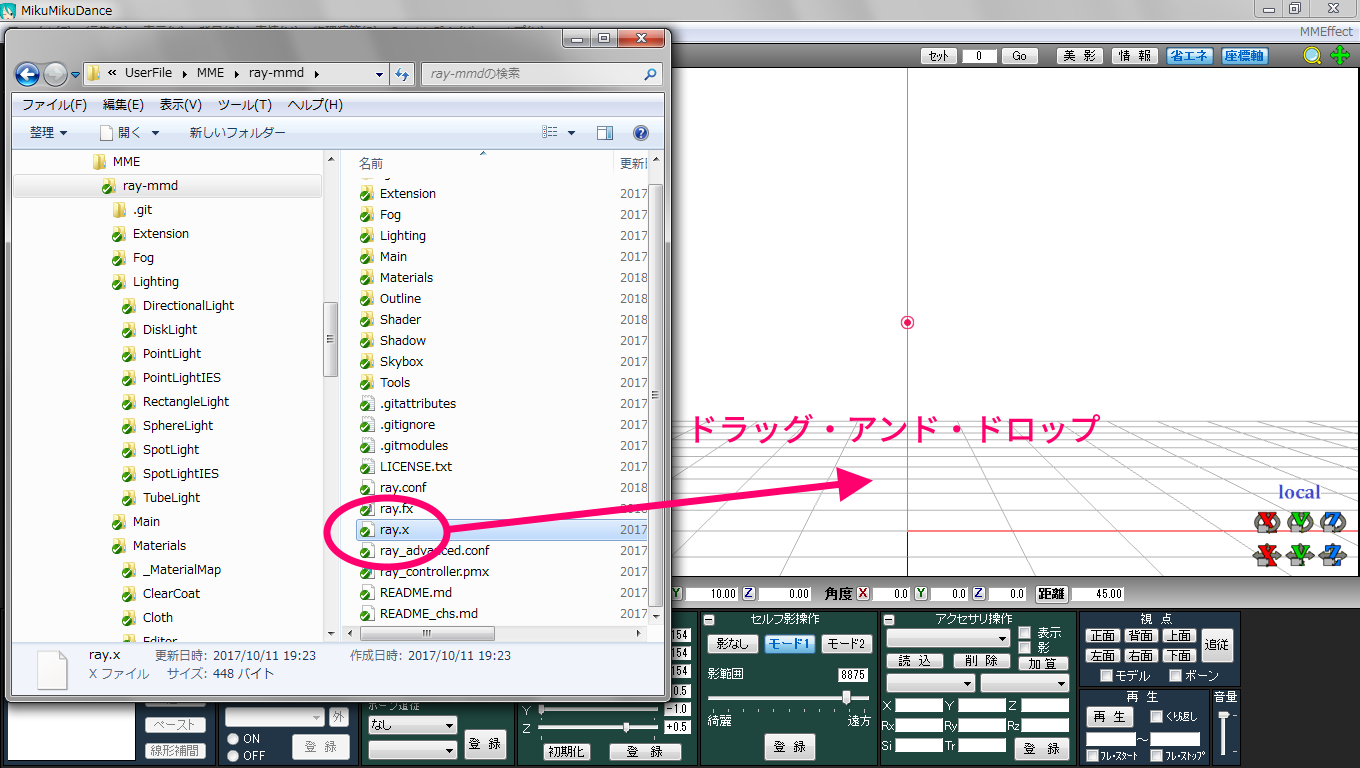 MikuMikuDance
MMEffect
セット 0 Go 美 影 情 報 省エネ 座標軸
« UserFile MME ray-mmd
ray-mmdの検索
ファイル(F) 編集(E) 表示(V) ツール(T) ヘルプ(H)
整理 開く 新しいフォルダー
MME
ray-mmd
.git
Extension
Fog
Lighting
DirectionalLight
DiskLight
PointLight
PointLightIES
RectangleLight
SphereLight
SpotLight
SpotLightIES
TubeLight
Main
Materials
_MaterialMap
ClearCoat
Cloth
名前 更新
Extension 2017
Fog 2017
Lighting 2017
Main 2017
Materials 2018
Outline 2018
Shader 2018
Shadow 2017
Skybox 2017
Tools 2017
.gitattributes 2017
.gitignore 2017
.gitmodules 2017
LICENSE.txt 2017
ray.conf 2018
ray.fx
ray.x 2017
ray_advanced.conf 2017
ray_controller.pmx 2017
README.md 2017
README_chs.md 2017
ray.x 更新日時: 2017/10/11 19:23 作成日時: 2017/10/11 19:23
X ファイル サイズ: 448 バイト
ドラッグ・アンド・ドロップ
local
X Y Z
X Y Z
Y 10.00 Z 0.00 角度 X 0.0 Y 0.0 Z 0.0 距離 45.00
ペースト
線形補間
外
ON
OFF
登 録
ボーン追従
なし
登 録
154
154
154
+0.5
Y -1.0
Z +0.5
初期化 登 録
セルフ影操作
影なし モード1 モード2
影範囲 8875
綺麗 遠方
登 録
アクセサリ操作
表示
影
読 込 削 除 加 算
X Y Z
Rx Ry Rz
Si Tr 登 録
視 点
正面 背面 上面 追従
左面 右面 下面
モデル ボーン
再 生
再 生 くり返し
～
フレ・スタート フレ・ストップ
音量